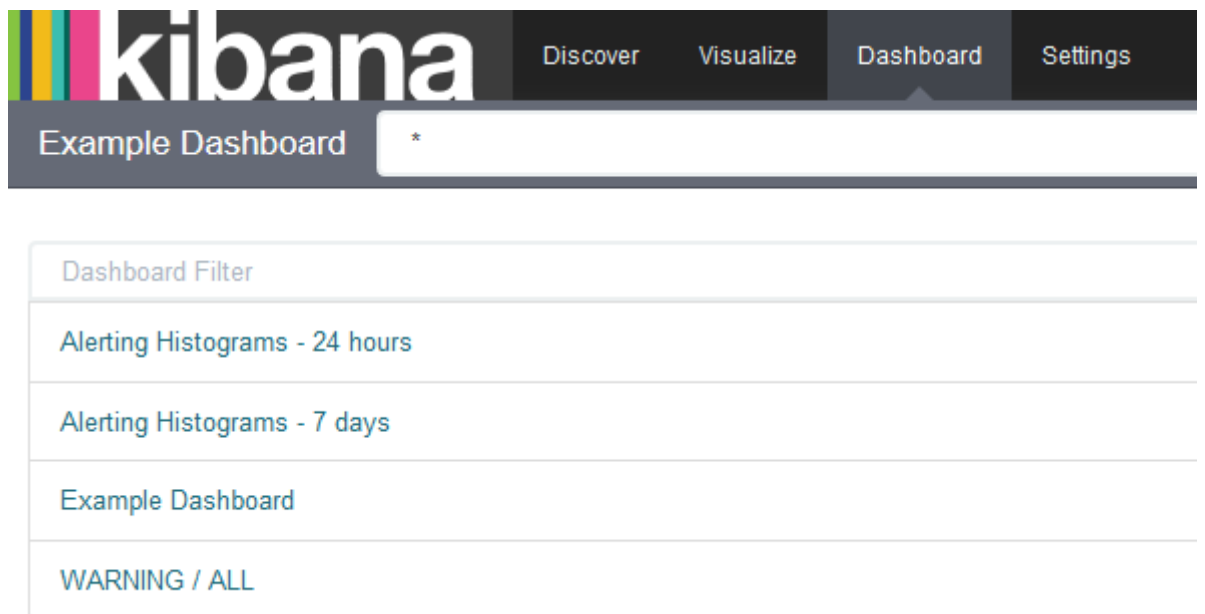 kibana Discover Visualize Dashboard Settings
Example Dashboard *
Dashboard Filter
Alerting Histograms - 24 hours
Alerting Histograms - 7 days
Example Dashboard
WARNING / ALL